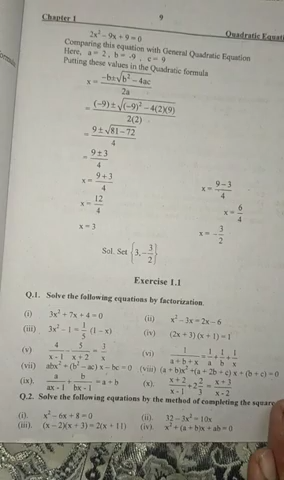 Chapter 1 9 Quadratic Equati
2x² − 9x + 9 = 0
Comparing this equation with General Quadratic Equation
Here, a = 2, b = -9, c = 9
Putting these values in the Quadratic formula
x = (−b ± √(b² − 4ac)) / 2a
= (−(−9) ± √((−9)² − 4(2)(9))) / 2(2)
= (9 ± √(81 − 72)) / 4
= (9 ± 3) / 4
x = (9 + 3) / 4 x = (9 − 3) / 4
x = 12 / 4 x = 6 / 4
x = 3 x = − 3 / 2
Sol. Set {3, − 3/2}
Exercise 1.1
Q.1. Solve the following equations by factorization.
(i) 3x² + 7x + 4 = 0 (ii) x² − 3x = 2x − 6
(iii) 3x² − 1 = 1/5 (1 − x) (iv) (2x + 3) (x + 1) = 1
(v) 4/(x − 1) − 5/(x + 2) = 3/x (vi) 1/(a + b + x) = 1/a + 1/b + 1/x
(vii) abx² + (b² − ac) x − bc = 0 (viii) (a + b)x² + (a + 2b + c) x + (b + c) = 0
(ix). a/(ax − 1) + b/(bx − 1) = a + b (x). (x + 2)/(x − 1) + 2 2/3 = (x + 3)/(x − 2)
Q.2. Solve the following equations by the method of completing the square
(i). x² − 6x + 8 = 0 (ii). 32 − 3x² = 10x
(iii). (x − 2)(x + 3) = 2(x + 11) (iv). x² + (a + b)x + ab = 0